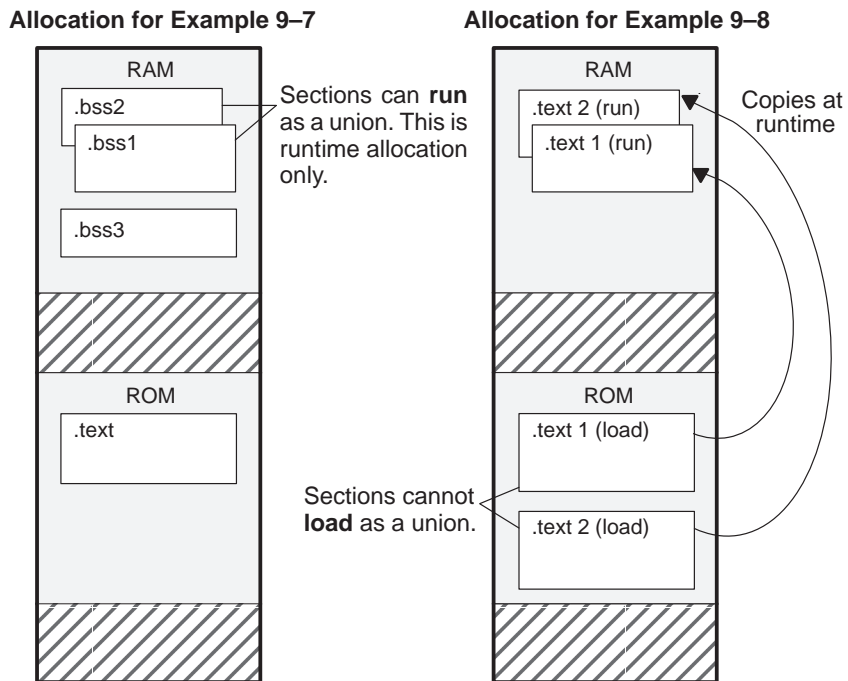 Allocation for Example 9–7
RAM
.bss2
.bss1
.bss3
Sections can run
as a union. This is
runtime allocation
only.
ROM
.text
Allocation for Example 9–8
RAM
.text 2 (run)
.text 1 (run)
Copies at
runtime
ROM
.text 1 (load)
Sections cannot
load as a union.
.text 2 (load)